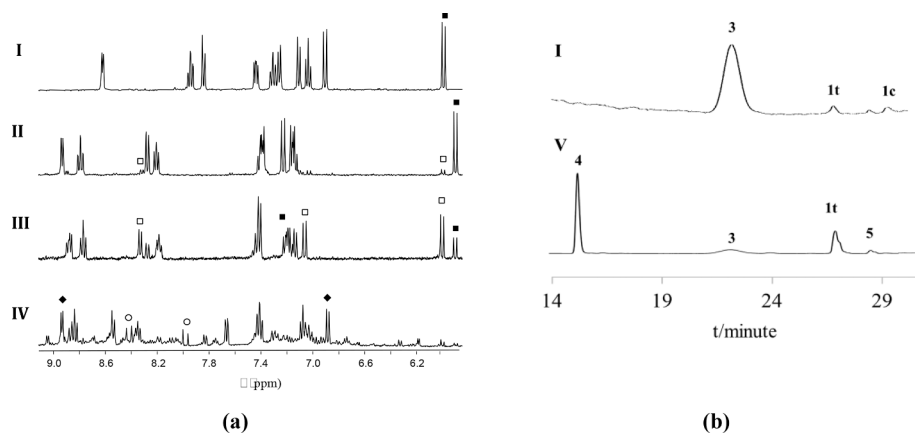 I
II
III
IV
9.0 8.6 8.2 7.8 7.4 7.0 6.6 6.2
□ □ppm)
(a)
I
3
1t
1c
V
4
1t
3
5
14 19 24 29
t/minute
(b)